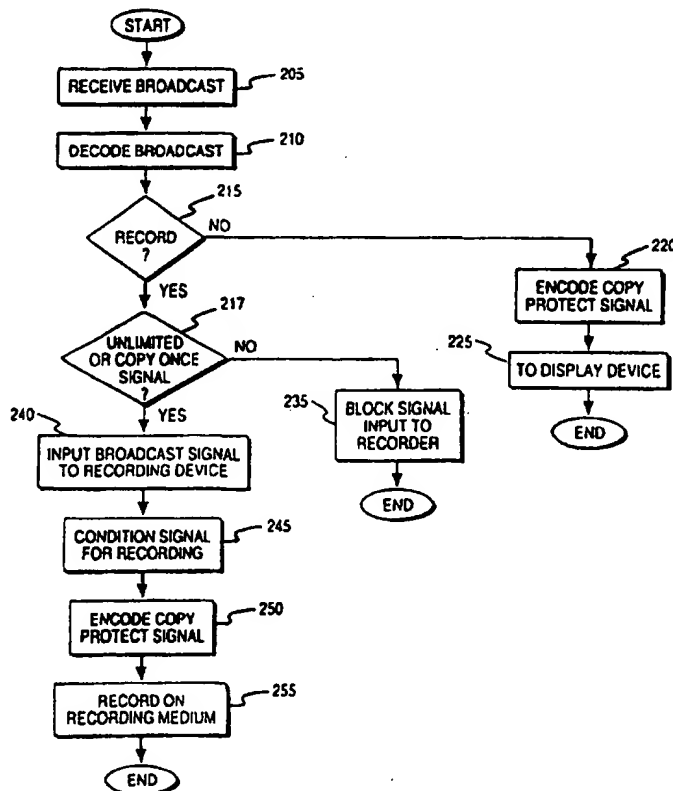 START
RECEIVE BROADCAST
205
DECODE BROADCAST
210
215
RECORD
?
NO
YES
220
ENCODE COPY
PROTECT SIGNAL
225
TO DISPLAY DEVICE
END
217
UNLIMITED
OR COPY ONCE
SIGNAL
?
NO
YES
235
BLOCK SIGNAL
INPUT TO
RECORDER
END
240
INPUT BROADCAST SIGNAL
TO RECORDING DEVICE
245
CONDITION SIGNAL
FOR RECORDING
250
ENCODE COPY
PROTECT SIGNAL
255
RECORD ON
RECORDING MEDIUM
END